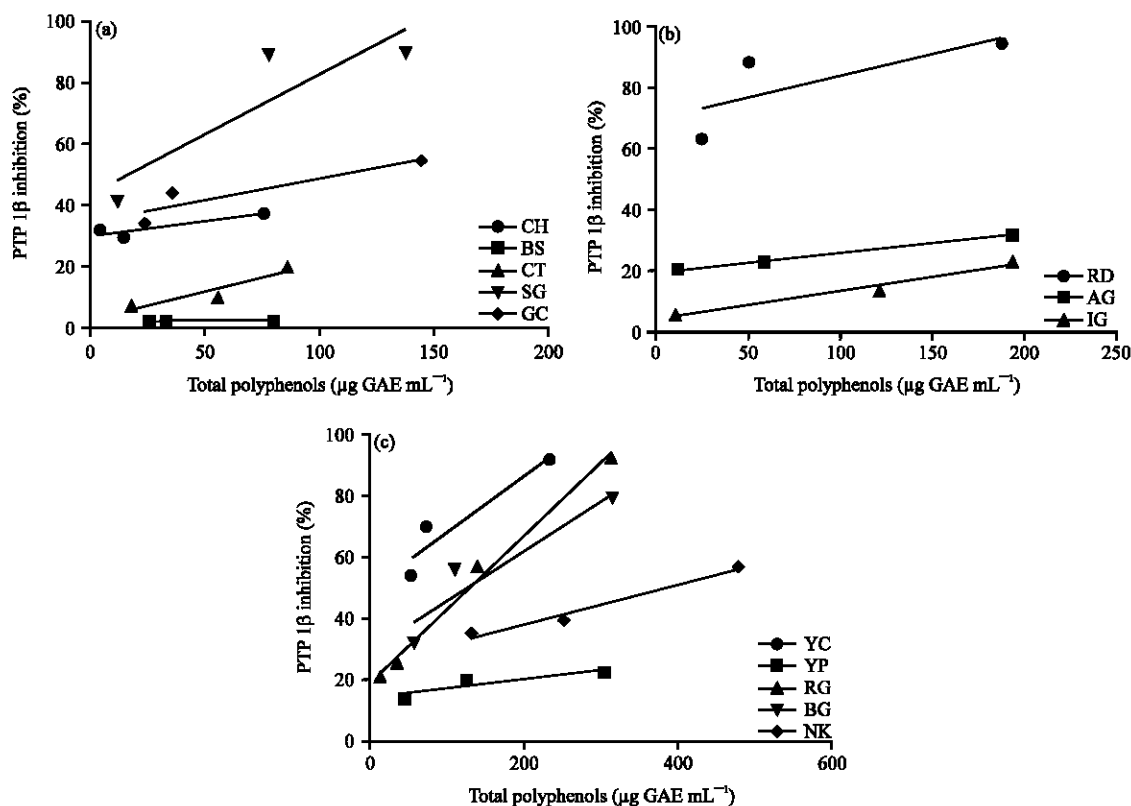 (a)
100
80
60
40
20
0
PTP 1β inhibition (%)
0 50 100 150 200
Total polyphenols (µg GAE mL⁻¹)
CH
BS
CT
SG
GC
(b)
100
80
60
40
20
0
PTP 1β inhibition (%)
0 50 100 150 200 250
Total polyphenols (µg GAE mL⁻¹)
RD
AG
IG
(c)
100
80
60
40
20
0
PTP 1β inhibition (%)
0 200 400 600
Total polyphenols (µg GAE mL⁻¹)
YC
YP
RG
BG
NK